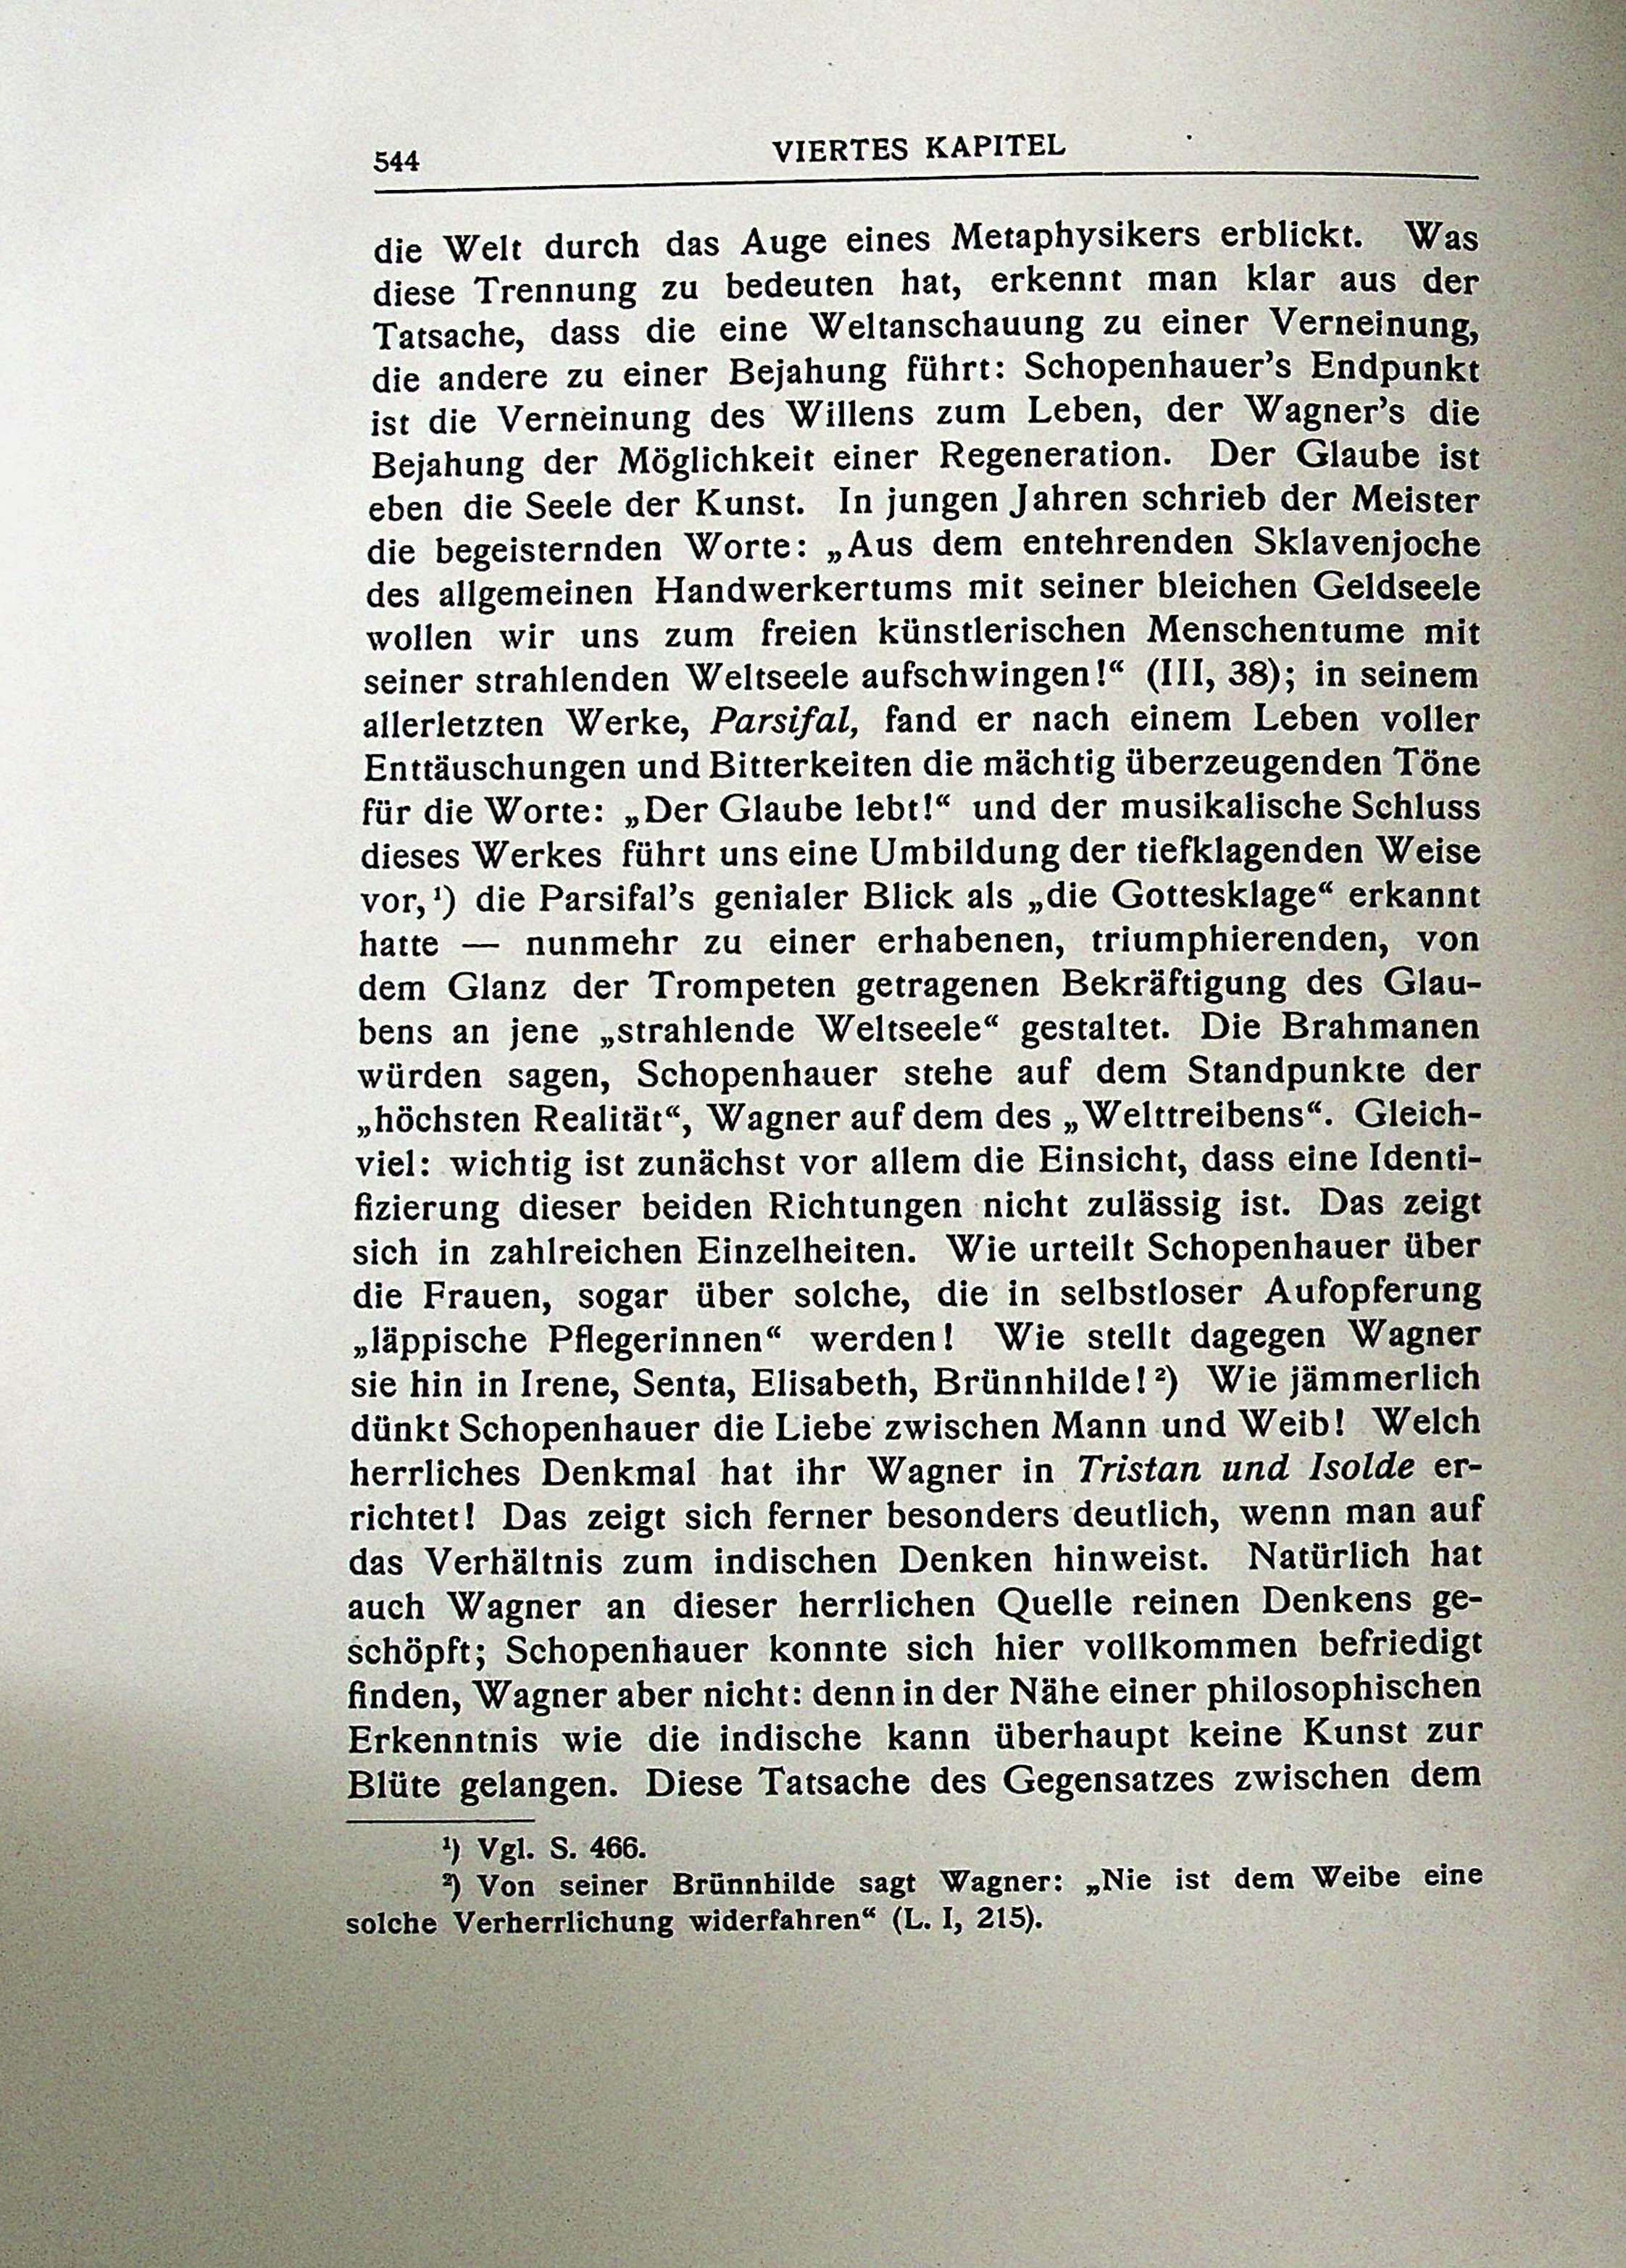 544
VIERTES KAPITEL
die Welt durch das Auge eines Metaphysikers erblickt. Was
diese Trennung zu bedeuten hat, erkennt man klar aus der
Tatsache, dass die eine Weltanschauung zu einer Verneinung,
die andere zu einer Bejahung führt: Schopenhauer's Endpunkt
ist die Verneinung des Willens zum Leben, der Wagner's die
Bejahung der Möglichkeit einer Regeneration. Der Glaube ist
eben die Seele der Kunst. In jungen Jahren schrieb der Meister
die begeisternden Worte: „Aus dem entehrenden Sklavenjoche
des allgemeinen Handwerkertums mit seiner bleichen Geldseele
wollen wir uns zum freien künstlerischen Menschentume mit
seiner strahlenden Weltseele aufschwingen!“ (III, 38); in seinem
allerletzten Werke, Parsifal, fand er nach einem Leben voller
Enttäuschungen und Bitterkeiten die mächtig überzeugenden Töne
für die Worte: „Der Glaube lebt!“ und der musikalische Schluss
dieses Werkes führt uns eine Umbildung der tiefklagenden Weise
vor,¹) die Parsifal's genialer Blick als „die Gottesklage“ erkannt
hatte — nunmehr zu einer erhabenen, triumphierenden, von
dem Glanz der Trompeten getragenen Bekräftigung des Glau-
bens an jene „strahlende Weltseele“ gestaltet. Die Brahmanen
würden sagen, Schopenhauer stehe auf dem Standpunkte der
„höchsten Realität“, Wagner auf dem des „Welttreibens“. Gleich-
viel: wichtig ist zunächst vor allem die Einsicht, dass eine Identi-
fizierung dieser beiden Richtungen nicht zulässig ist. Das zeigt
sich in zahlreichen Einzelheiten. Wie urteilt Schopenhauer über
die Frauen, sogar über solche, die in selbstloser Aufopferung
„läppische Pflegerinnen“ werden! Wie stellt dagegen Wagner
sie hin in Irene, Senta, Elisabeth, Brünnhilde!²) Wie jämmerlich
dünkt Schopenhauer die Liebe zwischen Mann und Weib! Welch
herrliches Denkmal hat ihr Wagner in Tristan und Isolde er-
richtet! Das zeigt sich ferner besonders deutlich, wenn man auf
das Verhältnis zum indischen Denken hinweist. Natürlich hat
auch Wagner an dieser herrlichen Quelle reinen Denkens ge-
schöpft; Schopenhauer konnte sich hier vollkommen befriedigt
finden, Wagner aber nicht: denn in der Nähe einer philosophischen
Erkenntnis wie die indische kann überhaupt keine Kunst zur
Blüte gelangen. Diese Tatsache des Gegensatzes zwischen dem
¹) Vgl. S. 466.
²) Von seiner Brünnhilde sagt Wagner: „Nie ist dem Weibe eine
solche Verherrlichung widerfahren“ (L. I, 215).